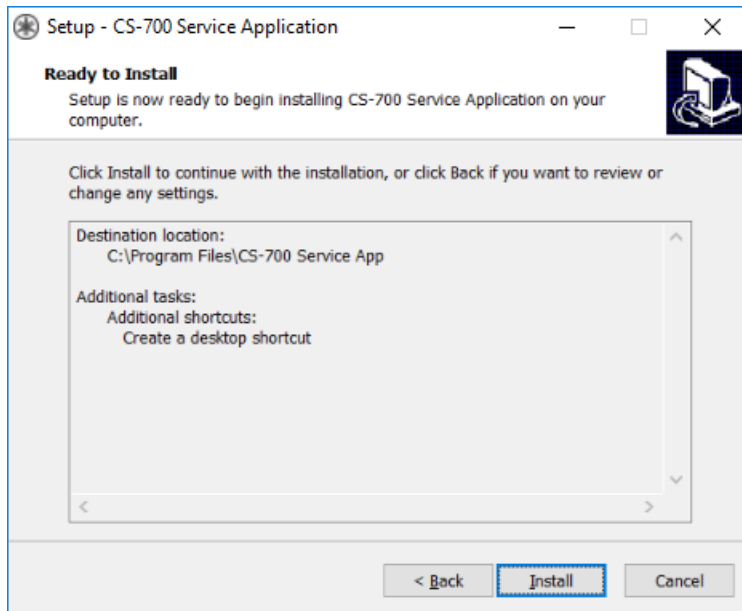 Setup - CS-700 Service Application
Ready to Install
Setup is now ready to begin installing CS-700 Service Application on your
computer.
Click Install to continue with the installation, or click Back if you want to review or
change any settings.
Destination location:
C:\Program Files\CS-700 Service App
Additional tasks:
Additional shortcuts:
Create a desktop shortcut
< Back
Install
Cancel